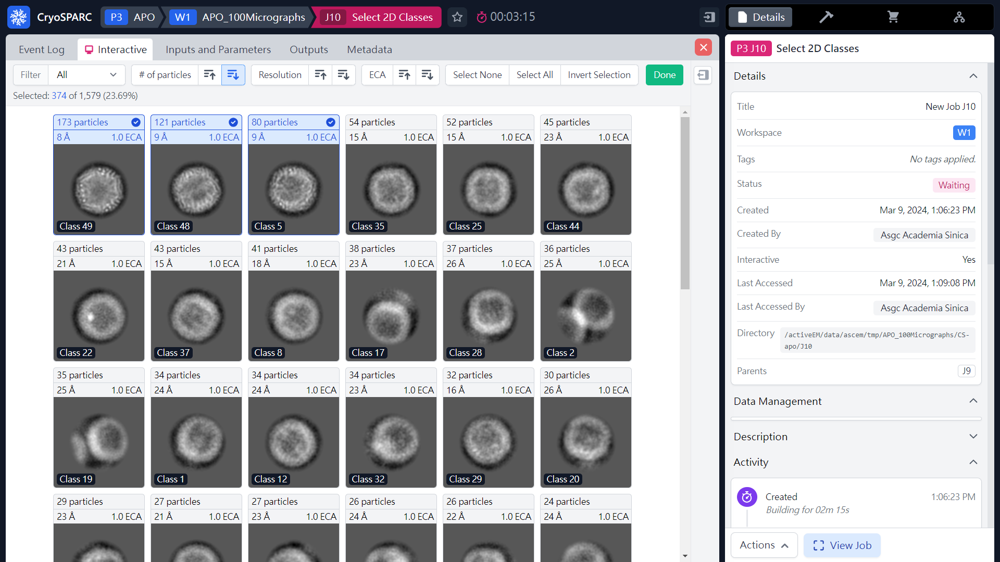 CryoSPARC P3 APO W1 APO_100Micrographs J10 Select 2D Classes 00:03:15 Details
Event Log Interactive Inputs and Parameters Outputs Metadata
Filter All # of particles Resolution ECA Select None Select All Invert Selection Done
Selected: 374 of 1,579 (23.69%)
173 particles 121 particles 80 particles 54 particles 52 particles 45 particles
8 Å 1.0 ECA 9 Å 1.0 ECA 9 Å 1.0 ECA 15 Å 1.0 ECA 15 Å 1.0 ECA 23 Å 1.0 ECA
Class 49 Class 48 Class 5 Class 35 Class 25 Class 44
43 particles 43 particles 41 particles 38 particles 37 particles 36 particles
21 Å 1.0 ECA 15 Å 1.0 ECA 18 Å 1.0 ECA 23 Å 1.0 ECA 26 Å 1.0 ECA 25 Å 1.0 ECA
Class 22 Class 37 Class 8 Class 17 Class 28 Class 2
35 particles 34 particles 34 particles 34 particles 32 particles 30 particles
25 Å 1.0 ECA 24 Å 1.0 ECA 24 Å 1.0 ECA 23 Å 1.0 ECA 16 Å 1.0 ECA 26 Å 1.0 ECA
Class 19 Class 1 Class 12 Class 32 Class 29 Class 20
29 particles 27 particles 27 particles 26 particles 26 particles 24 particles
23 Å 1.0 ECA 21 Å 1.0 ECA 23 Å 1.0 ECA 24 Å 1.0 ECA 22 Å 1.0 ECA 24 Å 1.0 ECA
P3 J10 Select 2D Classes
Details
Title New Job J10
Workspace W1
Tags No tags applied.
Status Waiting
Created Mar 9, 2024, 1:06:23 PM
Created By Asgc Academia Sinica
Interactive Yes
Last Accessed Mar 9, 2024, 1:09:08 PM
Last Accessed By Asgc Academia Sinica
Directory /activeEM/data/ascem/tmp/APO_100Micrographs/CS-
apo/J10
Parents J9
Data Management
Description
Activity
Created 1:06:23 PM
Building for 02m 15s
Actions View Job